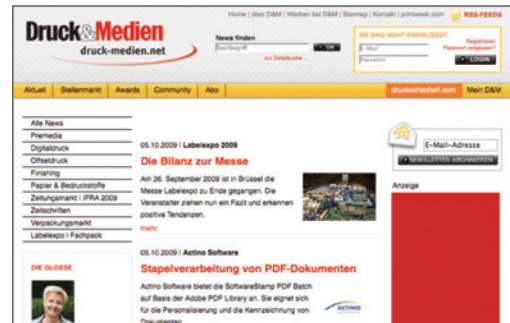 Home | Über D&M | Werben bei D&M | Sitemap | Kontakt | printweek.com
RSS-FEEDS
Druck&Medien
druck-medien.net
News finden
Suchbegriff
OK
zur Detailsuche ...
SIE SIND NICHT EINGELOGGT.
Registrieren
Passwort vergessen?
E-Mail
Passwort
LOGIN
Aktuell
Stellenmarkt
Awards
Community
Abo
druckwirtschaft.com
Mein D&M
Alle News
Premedia
Digitaldruck
Offsetdruck
Finishing
Papier & Bedruckstoffe
Zeitungsmarkt | IFRA 2009
Zeitschriften
Verpackungsmarkt
Labelexpo | Fachpack
DIE GLOSSE
05.10.2009 | Labelexpo 2009
Die Bilanz zur Messe
Am 26. September 2009 ist in Brüssel die
Messe Labelexpo zu Ende gegangen. Die
Veranstalter ziehen nun ein Fazit und erkennen
positive Tendenzen.
mehr
05.10.2009 | Actino Software
Stapelverarbeitung von PDF-Dokumenten
Actino Software bietet die SoftwareStamp PDF Batch
auf Basis der Adobe PDF Library an. Sie eignet sich
für die Personalisierung und die Kennzeichnung von
Dokumenten.
ACTINO
E-Mail-Adresse
NEWSLETTER ABONNIEREN
Anzeige